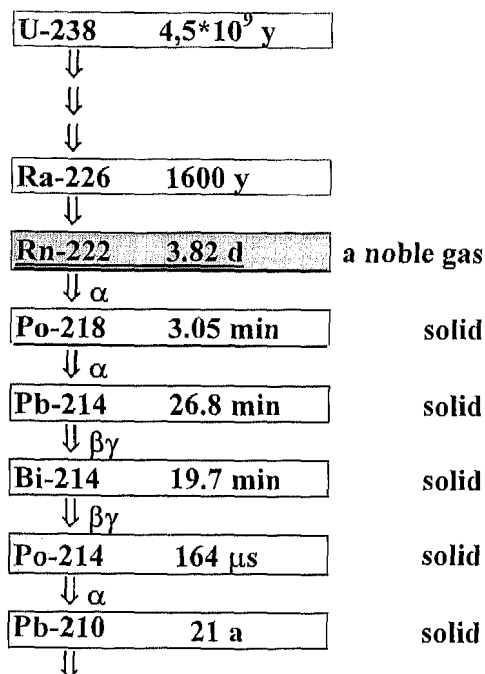 U-238 4,5*10⁹ y
⇓
⇓
⇓
Ra-226 1600 y
⇓
Rn-222 3.82 d a noble gas
⇓ α
Po-218 3.05 min solid
⇓ α
Pb-214 26.8 min solid
⇓ βγ
Bi-214 19.7 min solid
⇓ βγ
Po-214 164 μs solid
⇓ α
Pb-210 21 a solid
⇓